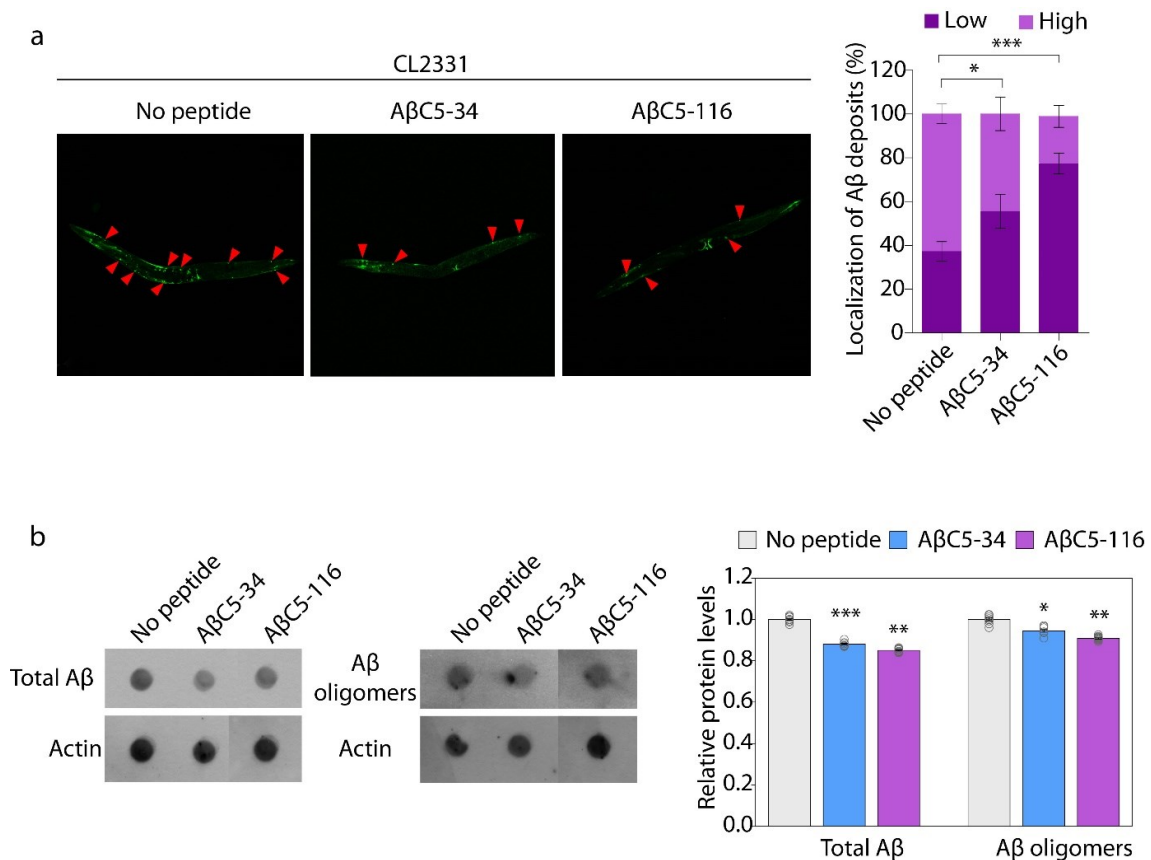 a
CL2331
No peptide
AβC5-34
AβC5-116
Low
High
***
*
120
100
80
60
40
20
0
Localization of Aβ deposits (%)
No peptide
AβC5-34
AβC5-116
b
No peptide
AβC5-34
AβC5-116
Total Aβ
Actin
No peptide
AβC5-34
AβC5-116
Aβ
oligomers
Actin
No peptide
AβC5-34
AβC5-116
1.2
1.0
0.8
0.6
0.4
0.2
0.0
Relative protein levels
***
**
*
**
Total Aβ
Aβ oligomers